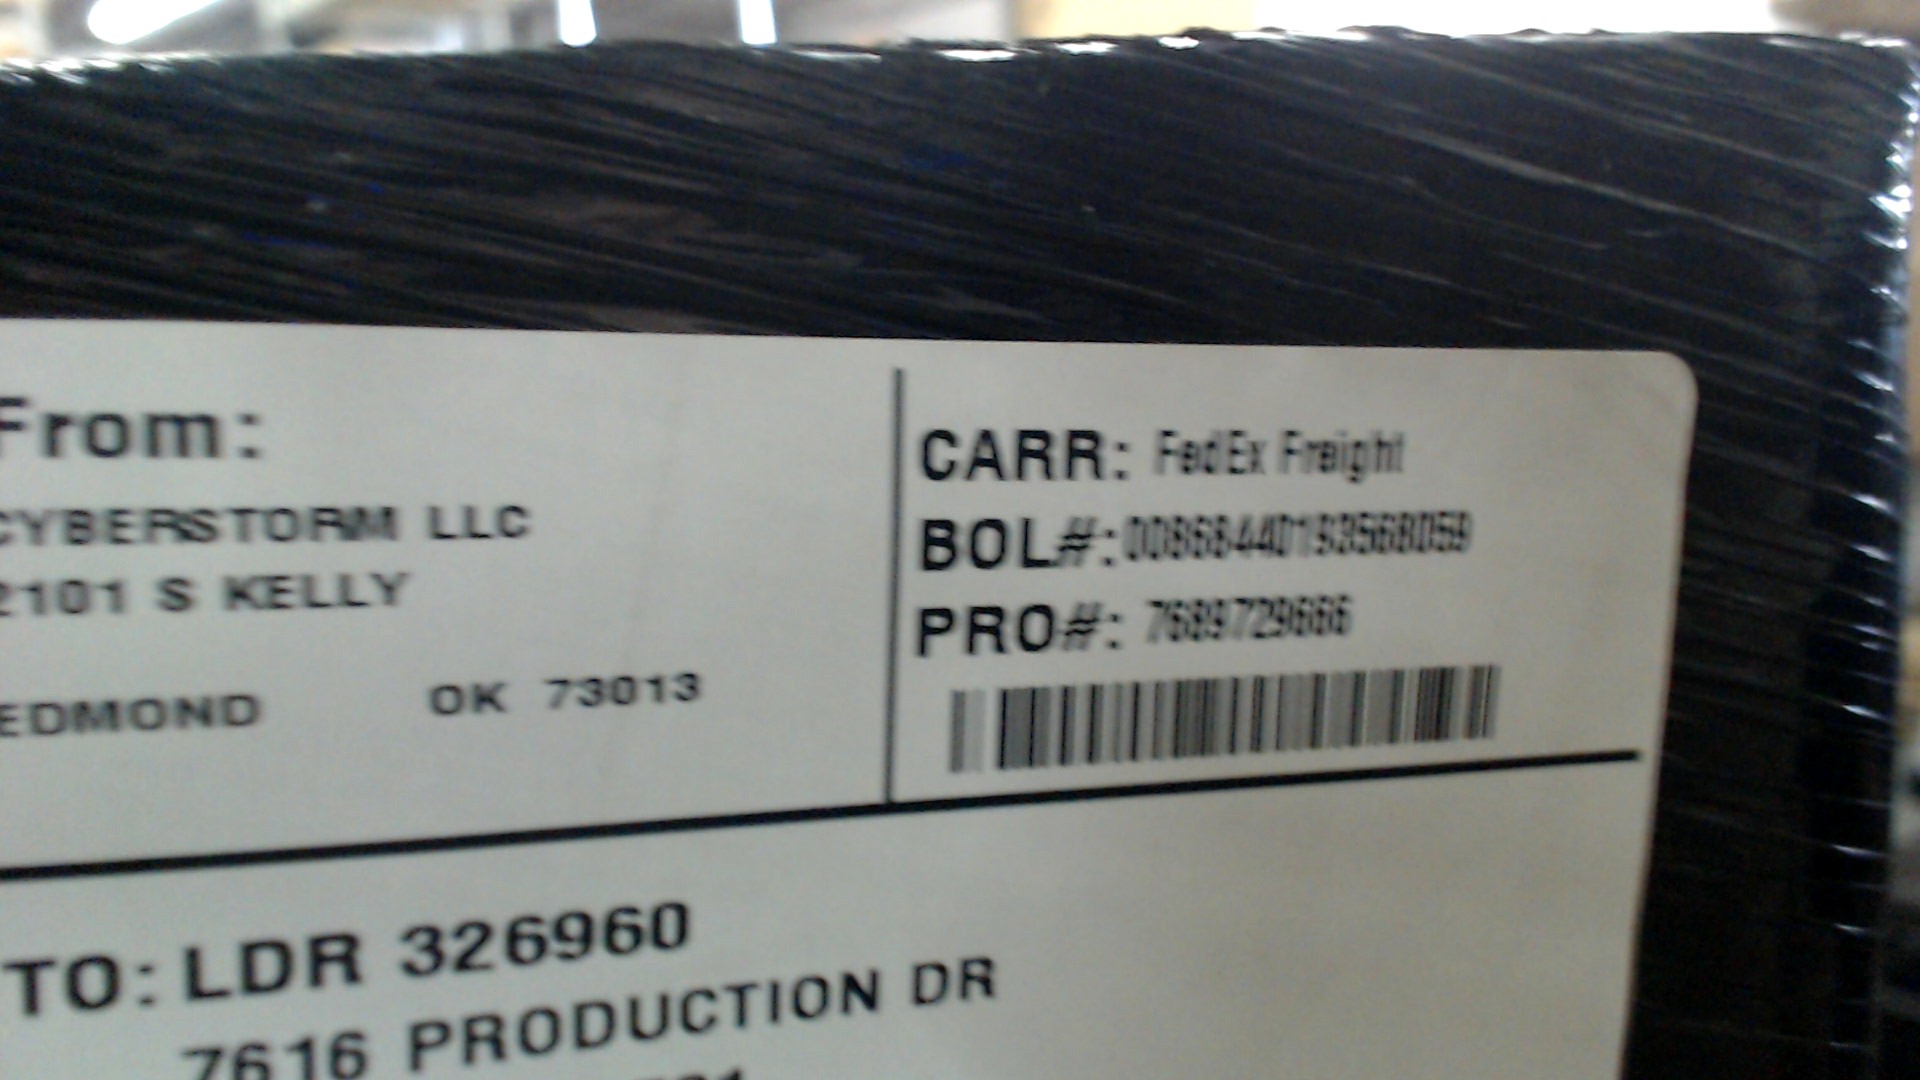 From:
CYBERSTORM LLC
2101 S KELLY
EDMOND OK 73013
CARR: FedEx Freight
BOL#:00868440193568059
PRO#: 7689729666
TO: LDR 326960
7616 PRODUCTION DR